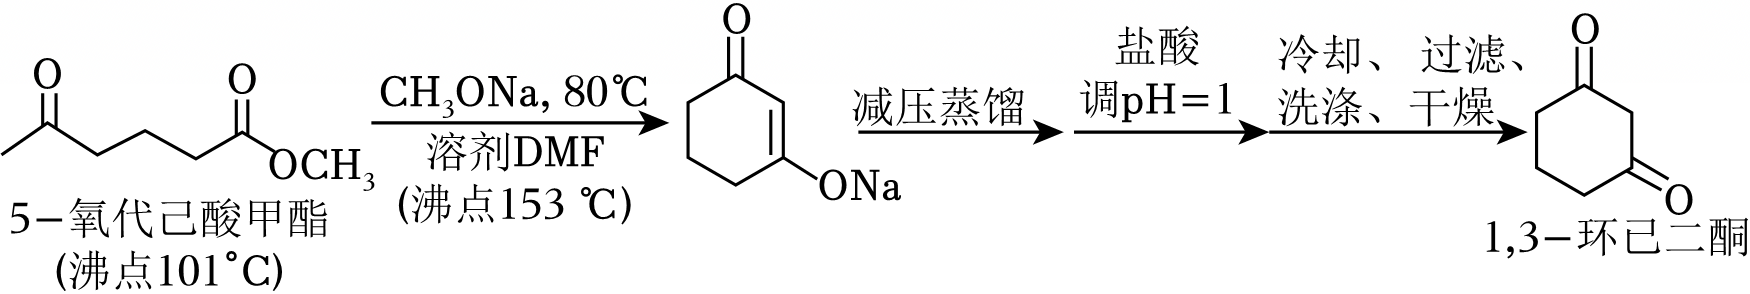 O
O
OCH₃
5-氧代己酸甲酯
(沸点101°C)
CH₃ONa, 80℃
溶剂DMF
(沸点153 ℃)
O
ONa
减压蒸馏
盐酸
调pH=1
冷却、过滤、
洗涤、干燥
O
O
1,3-环已二酮